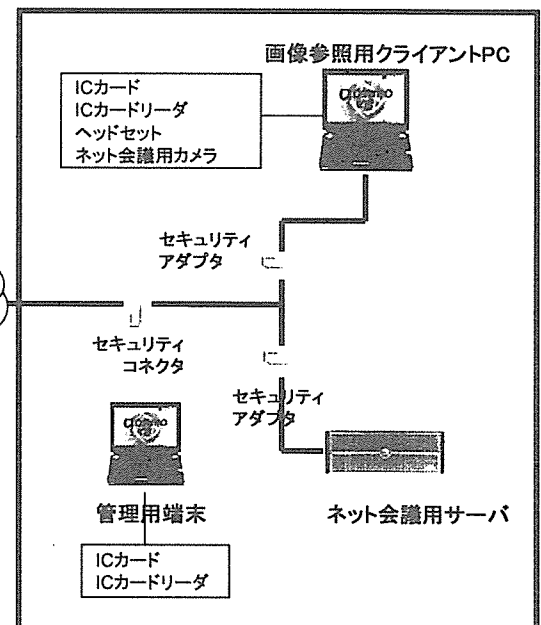 画像参照用クライアントPC
ICカード
ICカードリーダ
ヘッドセット
ネット会議用カメラ
セキュリティ
アダプタ
セキュリティ
コネクタ
セキュリティ
アダプタ
管理用端末
ネット会議用サーバ
ICカード
ICカードリーダ